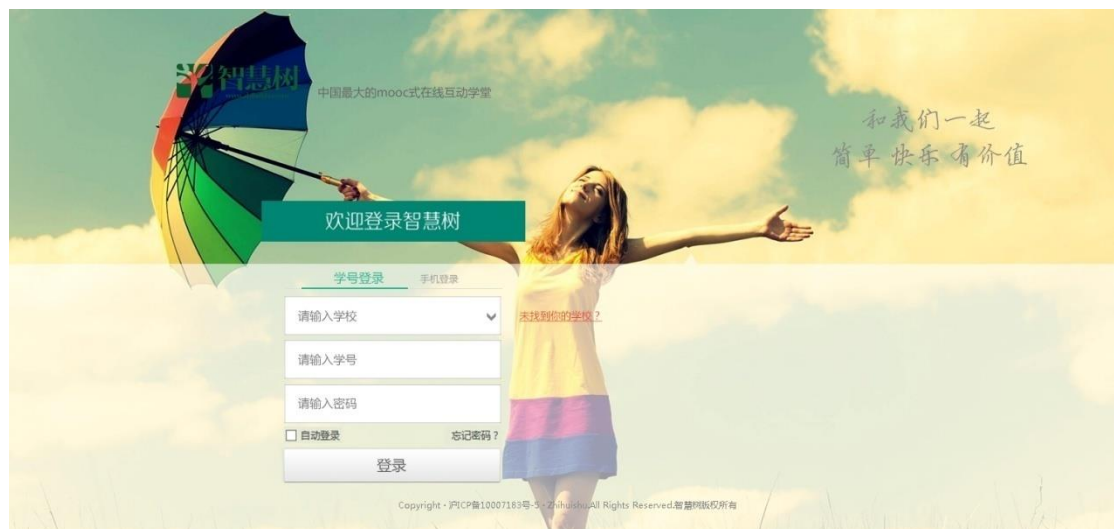 智慧树
中国最大的mooc式在线互动学堂
和我们一起
简单 快乐 有价值
欢迎登录智慧树
学号登录 手机登录
请输入学校 未找到你的学校？
请输入学号
请输入密码
自动登录 忘记密码？
登录
Copyright - 沪ICP备10007183号-5 - Zhihuishu.All Rights Reserved.智慧树版权所有